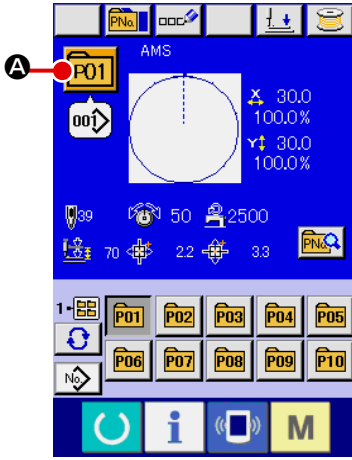 PNo.
A
AMS
P01
001
X 30.0
100.0%
Y 30.0
100.0%
39 50 2500
70 2.2 3.3
PNo.
1-
P01 P02 P03 P04 P05
P06 P07 P08 P09 P10
No.
i M